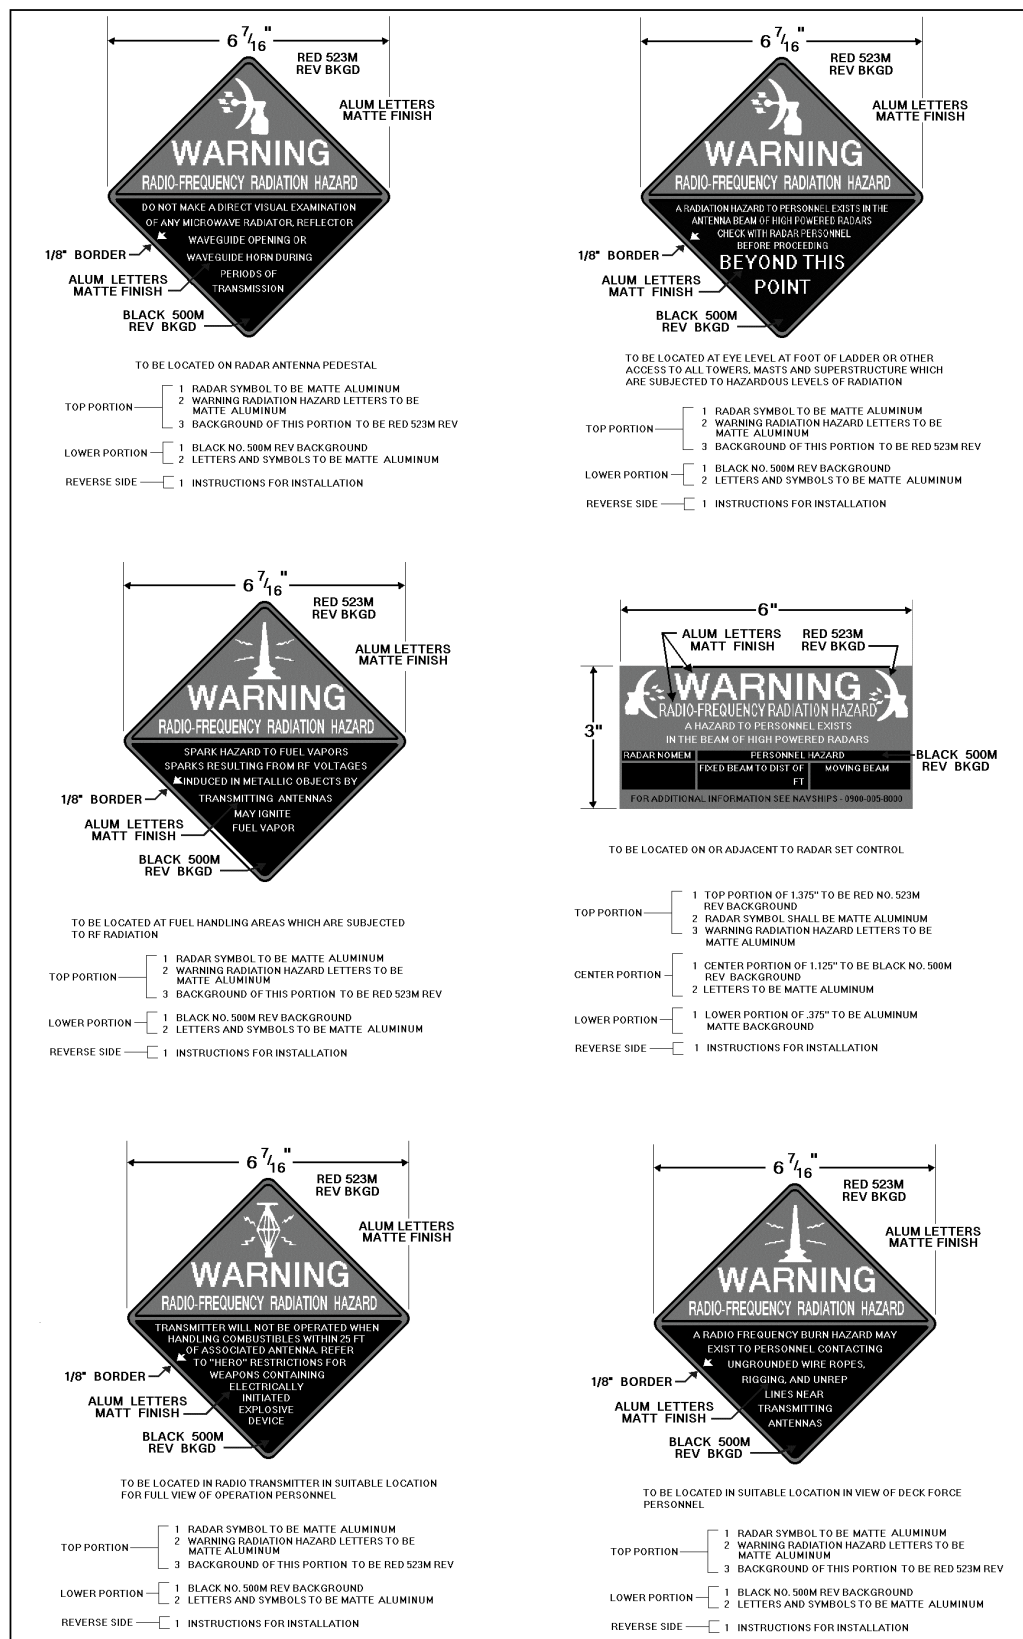 6 7/16"
RED 523M
REV BKGD
ALUM LETTERS
MATTE FINISH
WARNING
RADIO-FREQUENCY RADIATION HAZARD
DO NOT MAKE A DIRECT VISUAL EXAMINATION
OF ANY MICROWAVE RADIATOR, REFLECTOR
WAVEGUIDE OPENING OR
WAVEGUIDE HORN DURING
PERIODS OF
TRANSMISSION
1/8" BORDER
ALUM LETTERS
MATTE FINISH
BLACK 500M
REV BKGD
TO BE LOCATED ON RADAR ANTENNA PEDESTAL
TOP PORTION
1 RADAR SYMBOL TO BE MATTE ALUMINUM
2 WARNING RADIATION HAZARD LETTERS TO BE
MATTE ALUMINUM
3 BACKGROUND OF THIS PORTION TO BE RED 523M REV
LOWER PORTION
1 BLACK NO. 500M REV BACKGROUND
2 LETTERS AND SYMBOLS TO BE MATTE ALUMINUM
REVERSE SIDE
1 INSTRUCTIONS FOR INSTALLATION
6 7/16"
RED 523M
REV BKGD
ALUM LETTERS
MATTE FINISH
WARNING
RADIO-FREQUENCY RADIATION HAZARD
A RADIATION HAZARD TO PERSONNEL EXISTS IN THE
ANTENNA BEAM OF HIGH POWERED RADARS
CHECK WITH RADAR PERSONNEL
BEFORE PROCEEDING
BEYOND THIS
POINT
1/8" BORDER
ALUM LETTERS
MATT FINISH
BLACK 500M
REV BKGD
TO BE LOCATED AT EYE LEVEL AT FOOT OF LADDER OR OTHER
ACCESS TO ALL TOWERS, MASTS AND SUPERSTRUCTURE WHICH
ARE SUBJECTED TO HAZARDOUS LEVELS OF RADIATION
TOP PORTION
1 RADAR SYMBOL TO BE MATTE ALUMINUM
2 WARNING RADIATION HAZARD LETTERS TO BE
MATTE ALUMINUM
3 BACKGROUND OF THIS PORTION TO BE RED 523M REV
LOWER PORTION
1 BLACK NO. 500M REV BACKGROUND
2 LETTERS AND SYMBOLS TO BE MATTE ALUMINUM
REVERSE SIDE
1 INSTRUCTIONS FOR INSTALLATION
6 7/16"
RED 523M
REV BKGD
ALUM LETTERS
MATTE FINISH
WARNING
RADIO-FREQUENCY RADIATION HAZARD
SPARK HAZARD TO FUEL VAPORS
SPARKS RESULTING FROM RF VOLTAGES
INDUCED IN METALLIC OBJECTS BY
TRANSMITTING ANTENNAS
MAY IGNITE
FUEL VAPOR
1/8" BORDER
ALUM LETTERS
MATT FINISH
BLACK 500M
REV BKGD
TO BE LOCATED AT FUEL HANDLING AREAS WHICH ARE SUBJECTED
TO RF RADIATION
TOP PORTION
1 RADAR SYMBOL TO BE MATTE ALUMINUM
2 WARNING RADIATION HAZARD LETTERS TO BE
MATTE ALUMINUM
3 BACKGROUND OF THIS PORTION TO BE RED 523M REV
LOWER PORTION
1 BLACK NO. 500M REV BACKGROUND
2 LETTERS AND SYMBOLS TO BE MATTE ALUMINUM
REVERSE SIDE
1 INSTRUCTIONS FOR INSTALLATION
6"
ALUM LETTERS
MATT FINISH
RED 523M
REV BKGD
3"
WARNING
RADIO-FREQUENCY RADIATION HAZARD
A HAZARD TO PERSONNEL EXISTS
IN THE BEAM OF HIGH POWERED RADARS
RADAR NOMEM PERSONNEL HAZARD
FIXED BEAM TO DIST OF
FT
MOVING BEAM
FOR ADDITIONAL INFORMATION SEE NAVSHIPS - 0900-005-8000
BLACK 500M
REV BKGD
TO BE LOCATED ON OR ADJACENT TO RADAR SET CONTROL
TOP PORTION
1 TOP PORTION OF 1.375" TO BE RED NO. 523M
REV BACKGROUND
2 RADAR SYMBOL SHALL BE MATTE ALUMINUM
3 WARNING RADIATION HAZARD LETTERS TO BE
MATTE ALUMINUM
CENTER PORTION
1 CENTER PORTION OF 1.125" TO BE BLACK NO. 500M
REV BACKGROUND
2 LETTERS TO BE MATTE ALUMINUM
LOWER PORTION
1 LOWER PORTION OF .375" TO BE ALUMINUM
MATTE BACKGROUND
REVERSE SIDE
1 INSTRUCTIONS FOR INSTALLATION
6 7/16"
RED 523M
REV BKGD
ALUM LETTERS
MATTE FINISH
WARNING
RADIO-FREQUENCY RADIATION HAZARD
TRANSMITTER WILL NOT BE OPERATED WHEN
HANDLING COMBUSTIBLES WITHIN 25 FT
OF ASSOCIATED ANTENNA. REFER
TO "HERO" RESTRICTIONS FOR
WEAPONS CONTAINING
ELECTRICALLY
INITIATED
EXPLOSIVE
DEVICE
1/8" BORDER
ALUM LETTERS
MATT FINISH
BLACK 500M
REV BKGD
TO BE LOCATED IN RADIO TRANSMITTER IN SUITABLE LOCATION
FOR FULL VIEW OF OPERATION PERSONNEL
TOP PORTION
1 RADAR SYMBOL TO BE MATTE ALUMINUM
2 WARNING RADIATION HAZARD LETTERS TO BE
MATTE ALUMINUM
3 BACKGROUND OF THIS PORTION TO BE RED 523M REV
LOWER PORTION
1 BLACK NO. 500M REV BACKGROUND
2 LETTERS AND SYMBOLS TO BE MATTE ALUMINUM
REVERSE SIDE
1 INSTRUCTIONS FOR INSTALLATION
6 7/16"
RED 523M
REV BKGD
ALUM LETTERS
MATTE FINISH
WARNING
RADIO-FREQUENCY RADIATION HAZARD
A RADIO FREQUENCY BURN HAZARD MAY
EXIST TO PERSONNEL CONTACTING
UNGROUNDED WIRE ROPES,
RIGGING, AND UNREP
LINES NEAR
TRANSMITTING
ANTENNAS
1/8" BORDER
ALUM LETTERS
MATT FINISH
BLACK 500M
REV BKGD
TO BE LOCATED IN SUITABLE LOCATION IN VIEW OF DECK FORCE
PERSONNEL
TOP PORTION
1 RADAR SYMBOL TO BE MATTE ALUMINUM
2 WARNING RADIATION HAZARD LETTERS TO BE
MATTE ALUMINUM
3 BACKGROUND OF THIS PORTION TO BE RED 523M REV
LOWER PORTION
1 BLACK NO. 500M REV BACKGROUND
2 LETTERS AND SYMBOLS TO BE MATTE ALUMINUM
REVERSE SIDE
1 INSTRUCTIONS FOR INSTALLATION